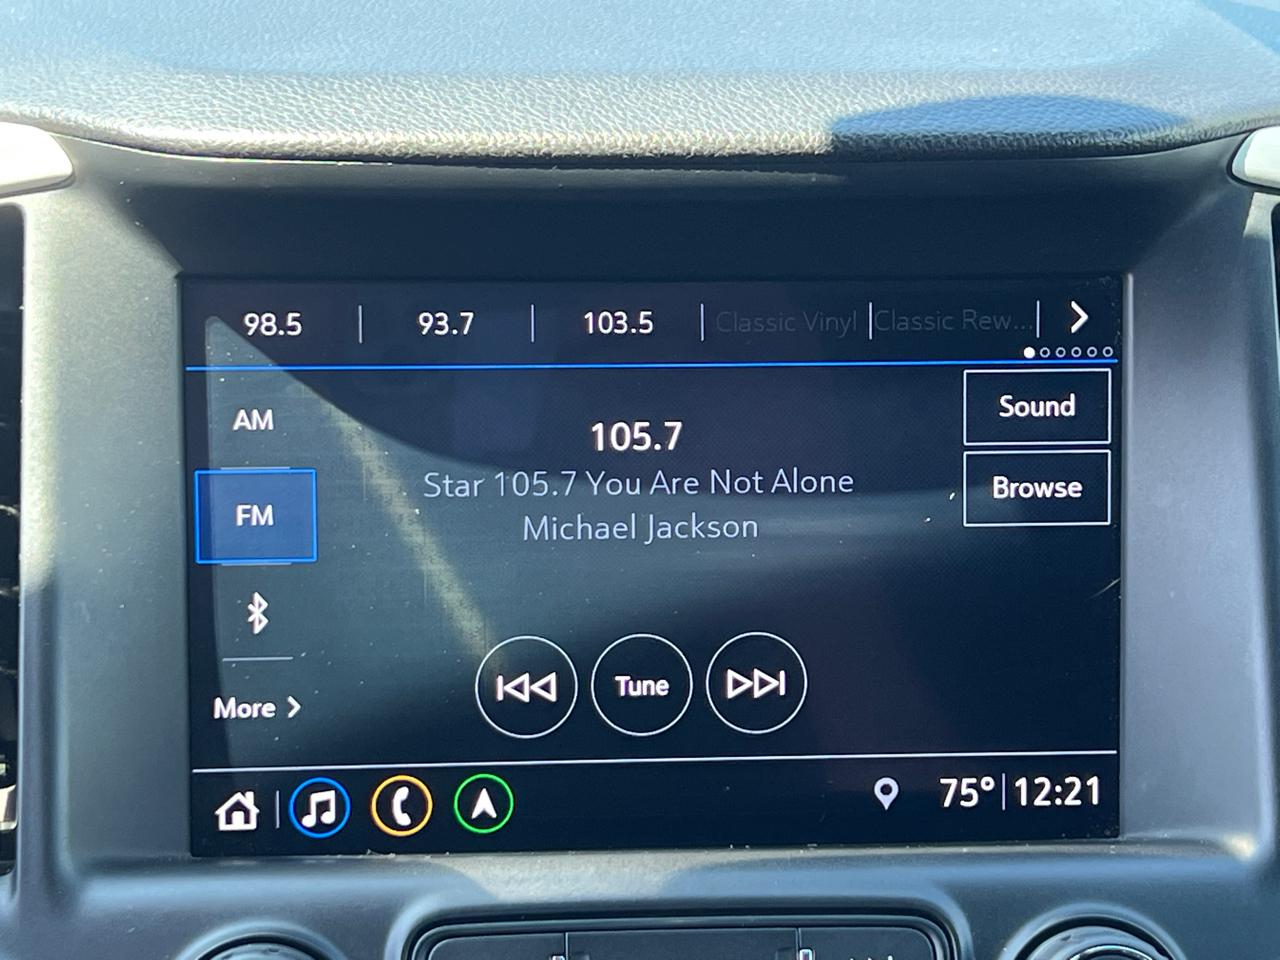 98.5 | 93.7 | 103.5 | Classic Vinyl | Classic Rew... |
AM
105.7
Sound
Star 105.7 You Are Not Alone
Browse
FM
Michael Jackson
Tune
More
75° | 12:21